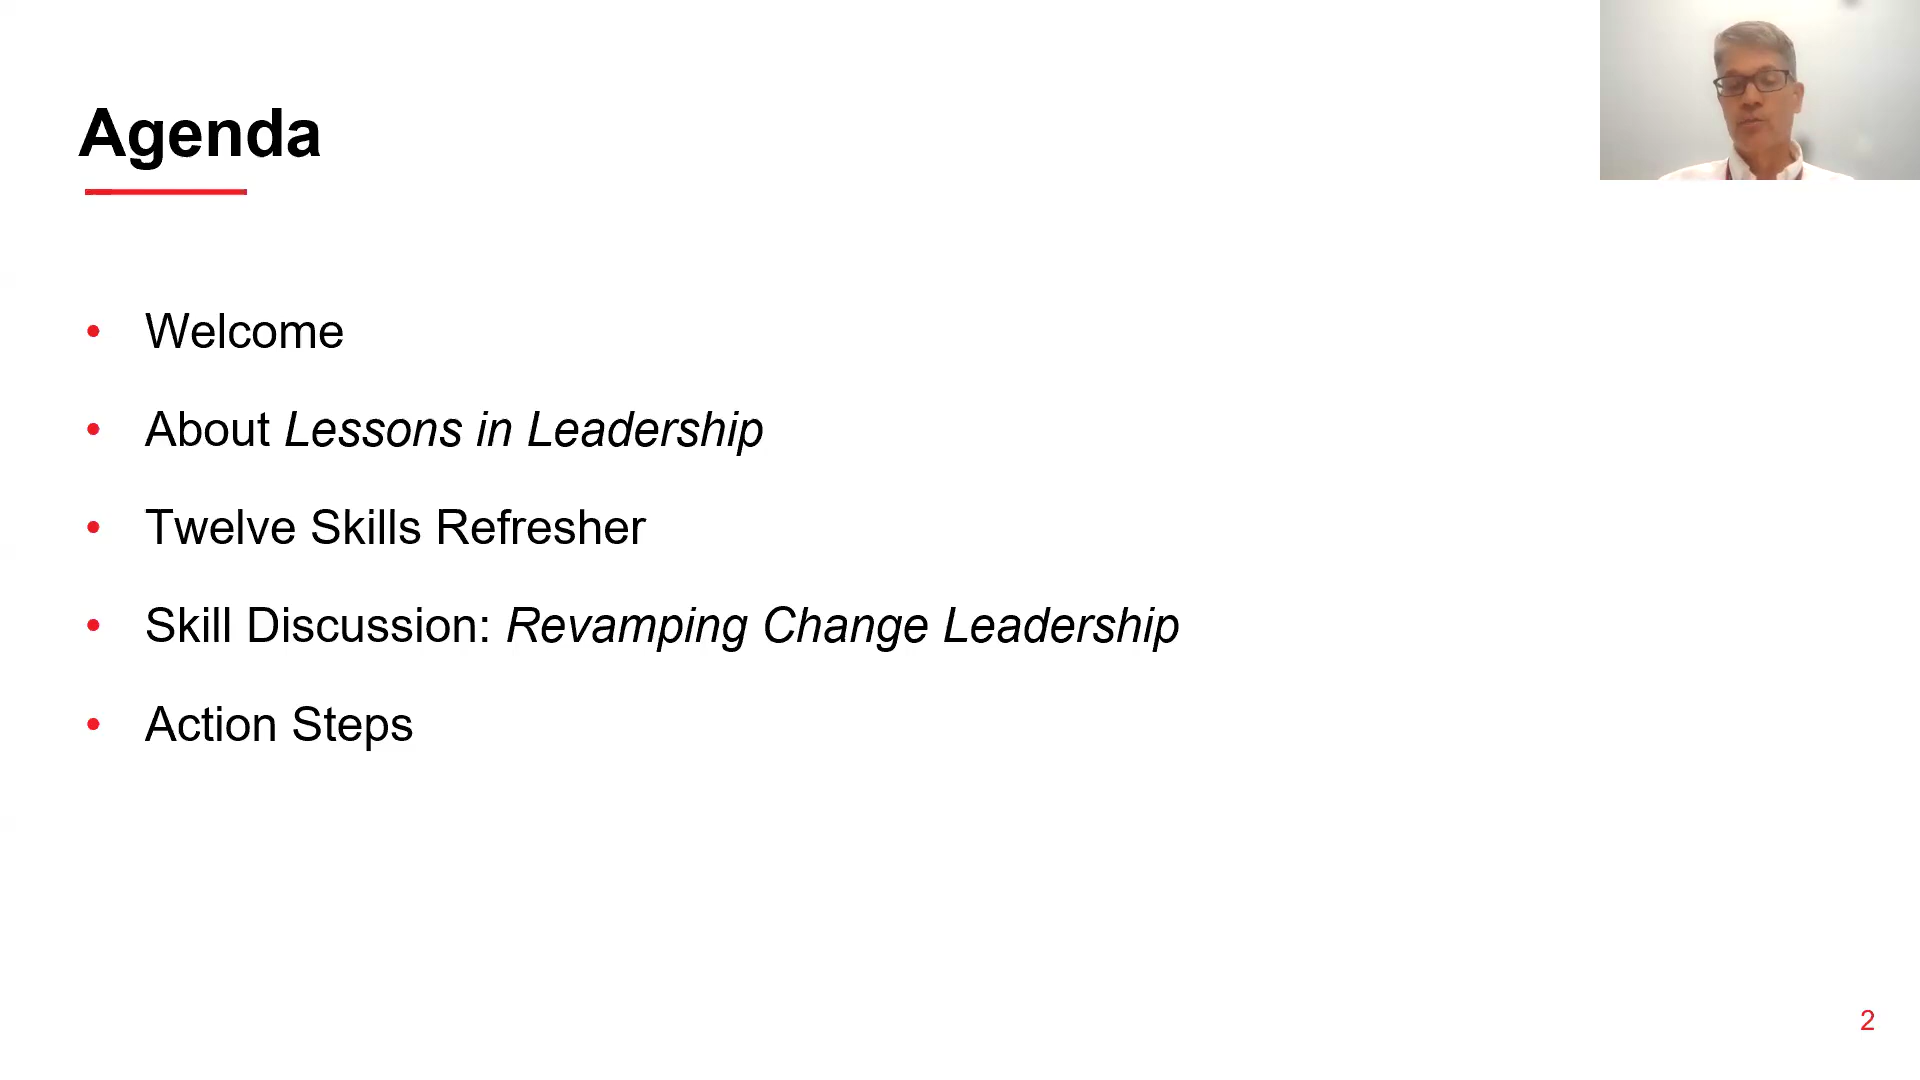 Agenda
• Welcome
• About Lessons in Leadership
• Twelve Skills Refresher
• Skill Discussion: Revamping Change Leadership
• Action Steps
2